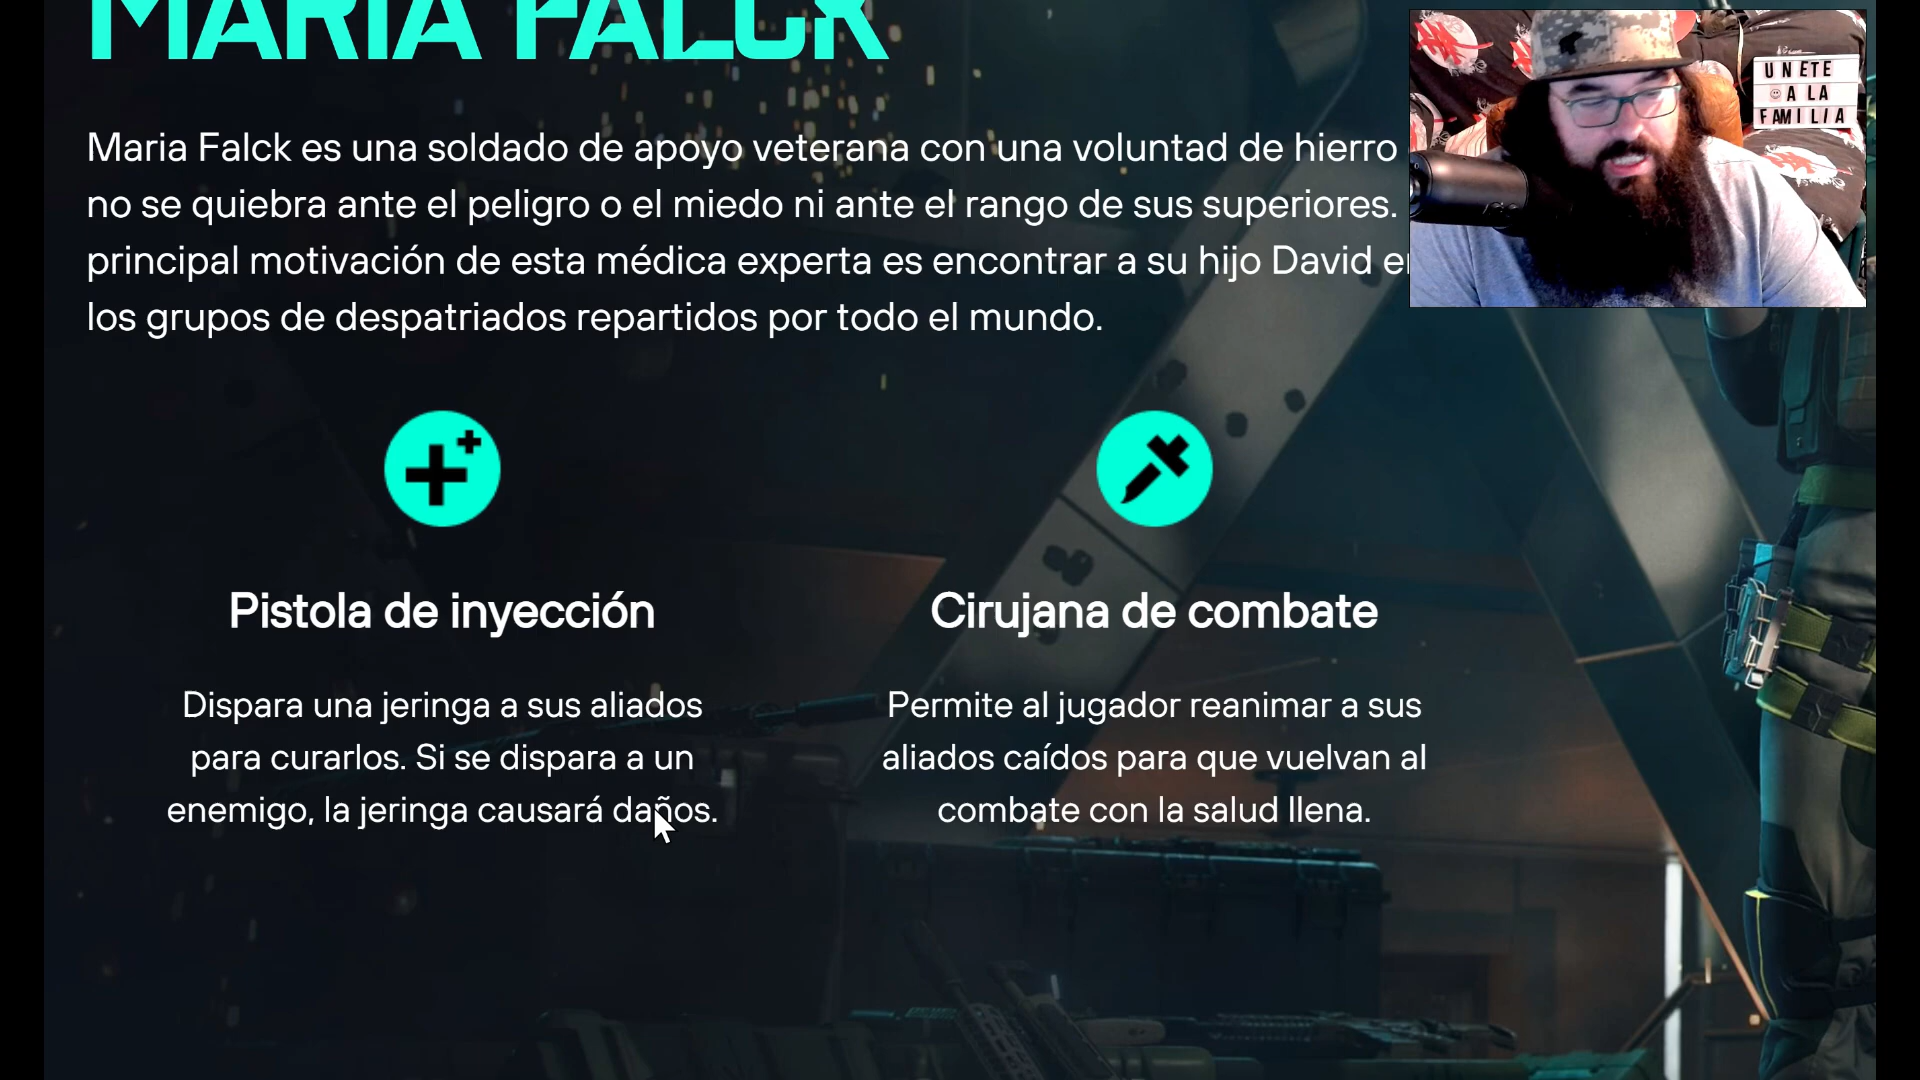 MARIA FALCK
Maria Falck es una soldado de apoyo veterana con una voluntad de hierro
no se quiebra ante el peligro o el miedo ni ante el rango de sus superiores.
principal motivación de esta médica experta es encontrar a su hijo David
los grupos de despatriados repartidos por todo el mundo.
Pistola de inyección
Dispara una jeringa a sus aliados
para curarlos. Si se dispara a un
enemigo, la jeringa causará daños.
Cirujana de combate
Permite al jugador reanimar a sus
aliados caídos para que vuelvan al
combate con la salud llena.
UNETE
A LA
FAMILIA